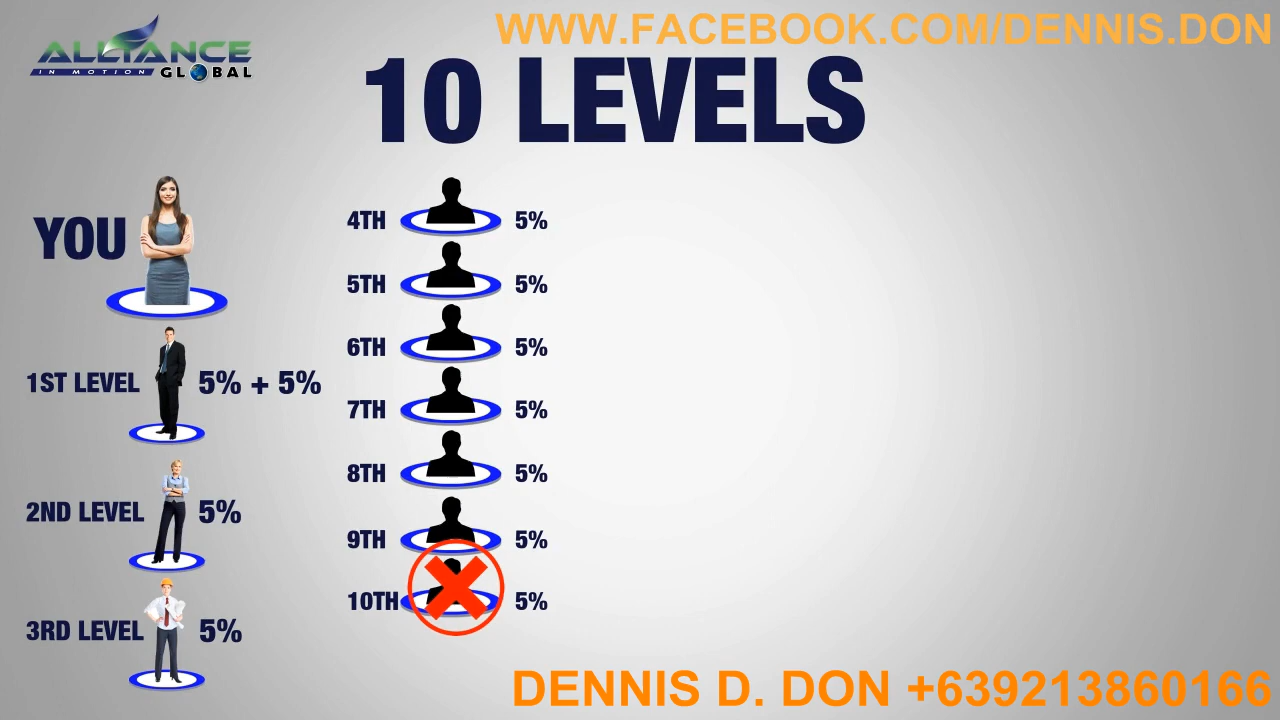 WWW.FACEBOOK.COM/DENNIS.DON
ALLIANCE
IN MOTION
GLOBAL
10 LEVELS
YOU
1ST LEVEL 5% + 5%
2ND LEVEL 5%
3RD LEVEL 5%
4TH 5%
5TH 5%
6TH 5%
7TH 5%
8TH 5%
9TH 5%
10TH 5%
DENNIS D. DON +639213860166